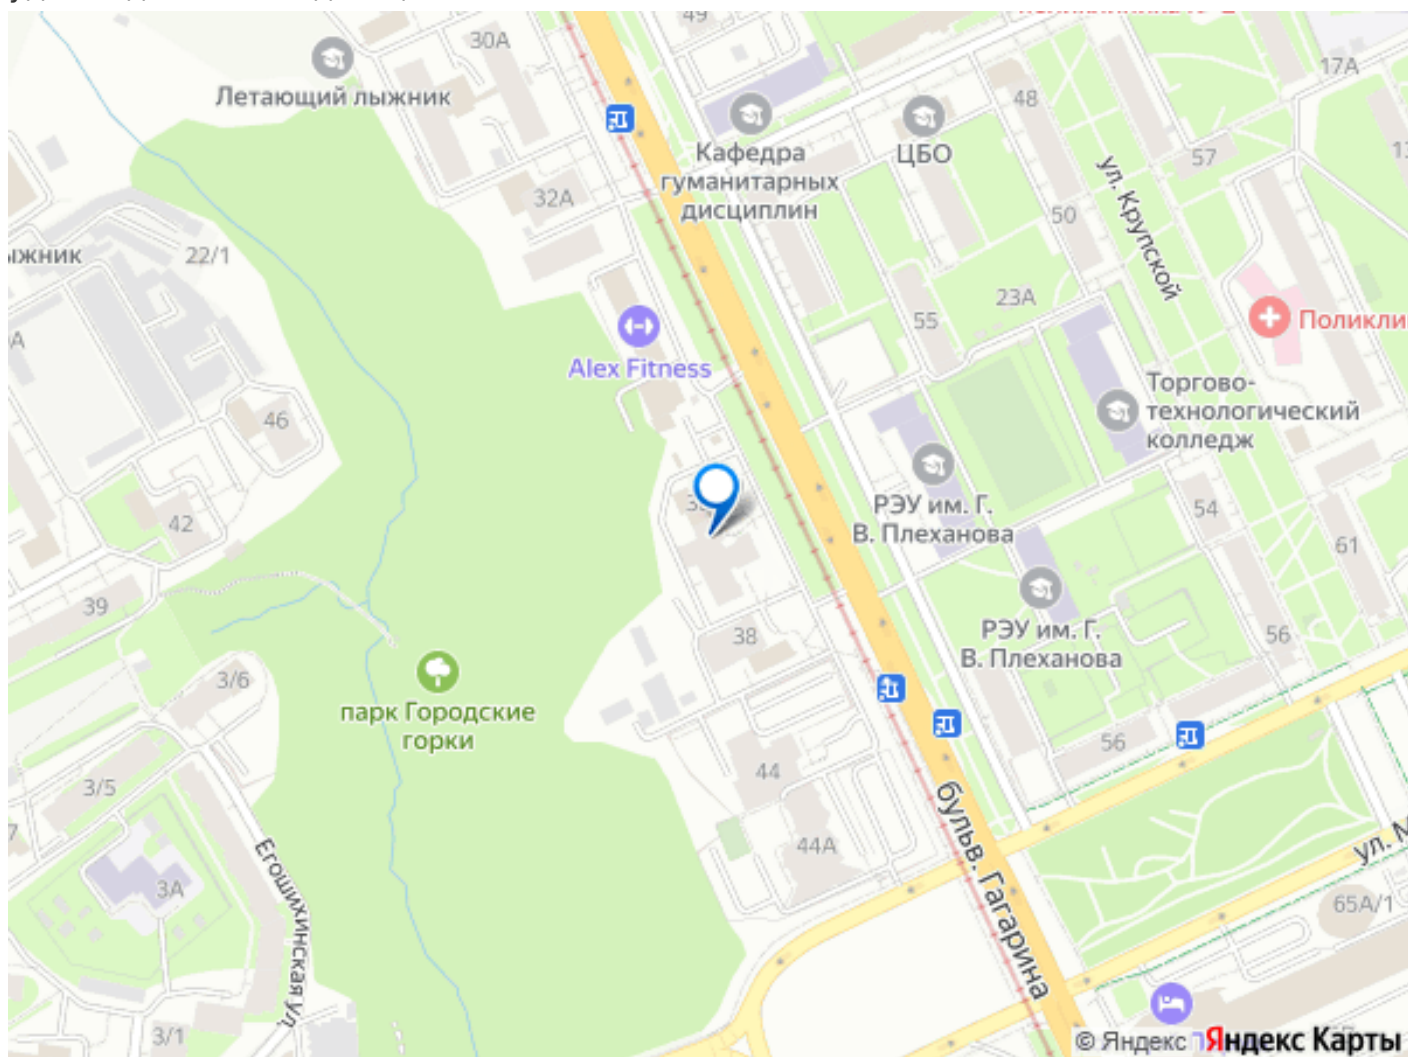 49
30А
Летающий лыжник
17А
48
Кафедра
гуманитарных
дисциплин
ЦБО
57
ул. Крупской
32А
50
22/1
23А
55
Alex Fitness
Торгово-
технологический
колледж
46
РЭУ им. Г.
В. Плеханова
54
42
61
39
РЭУ им. Г.
В. Плеханова
38
56
3/6
парк Городские
горки
56
44
3/5
бульв. Гагарина
44А
Егошихинская ул.
3А
65А/1
3/1
© Яндекс
Яндекс Карты